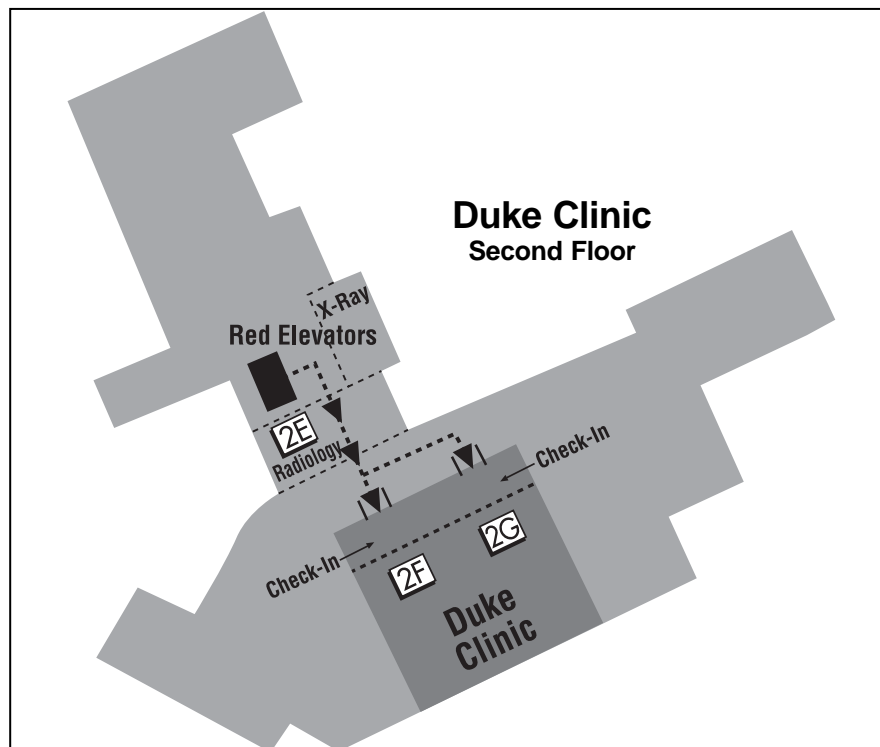 Duke Clinic
Second Floor
X-Ray
Red Elevators
2E
Radiology
Check-In
Check-In
2G
2F
Duke
Clinic